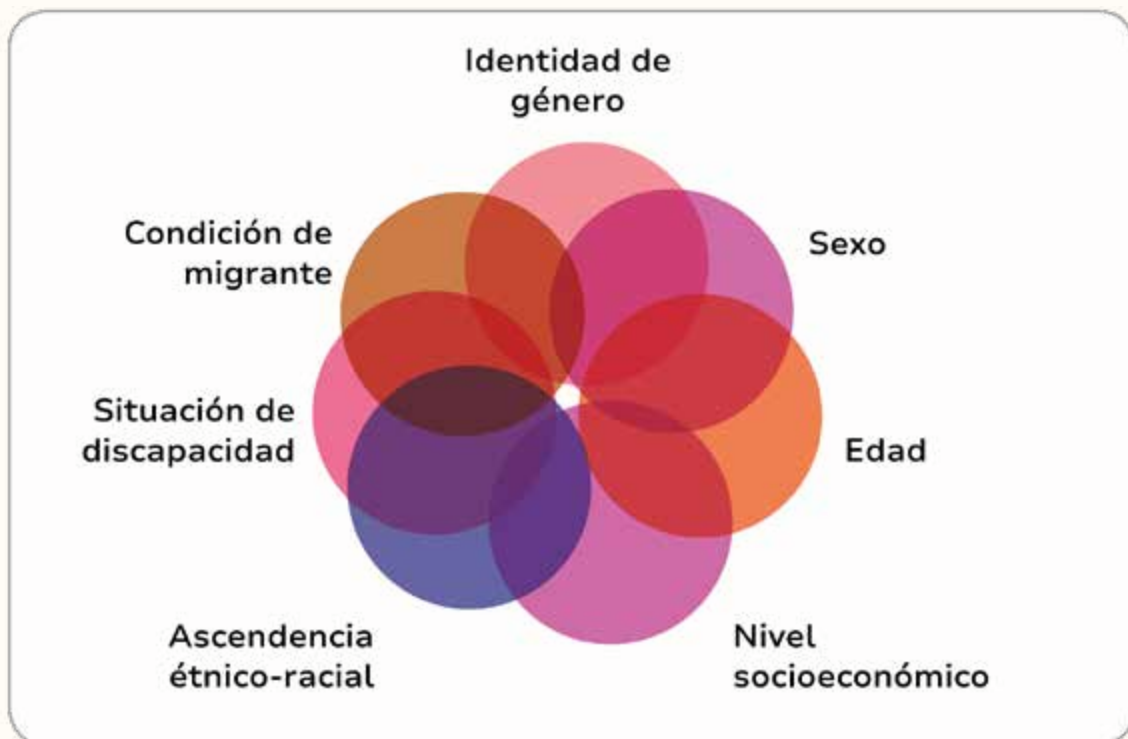 Identidad de
género
Condición de
migrante
Sexo
Situación de
discapacidad
Edad
Ascendencia
étnico-racial
Nivel
socioeconómico